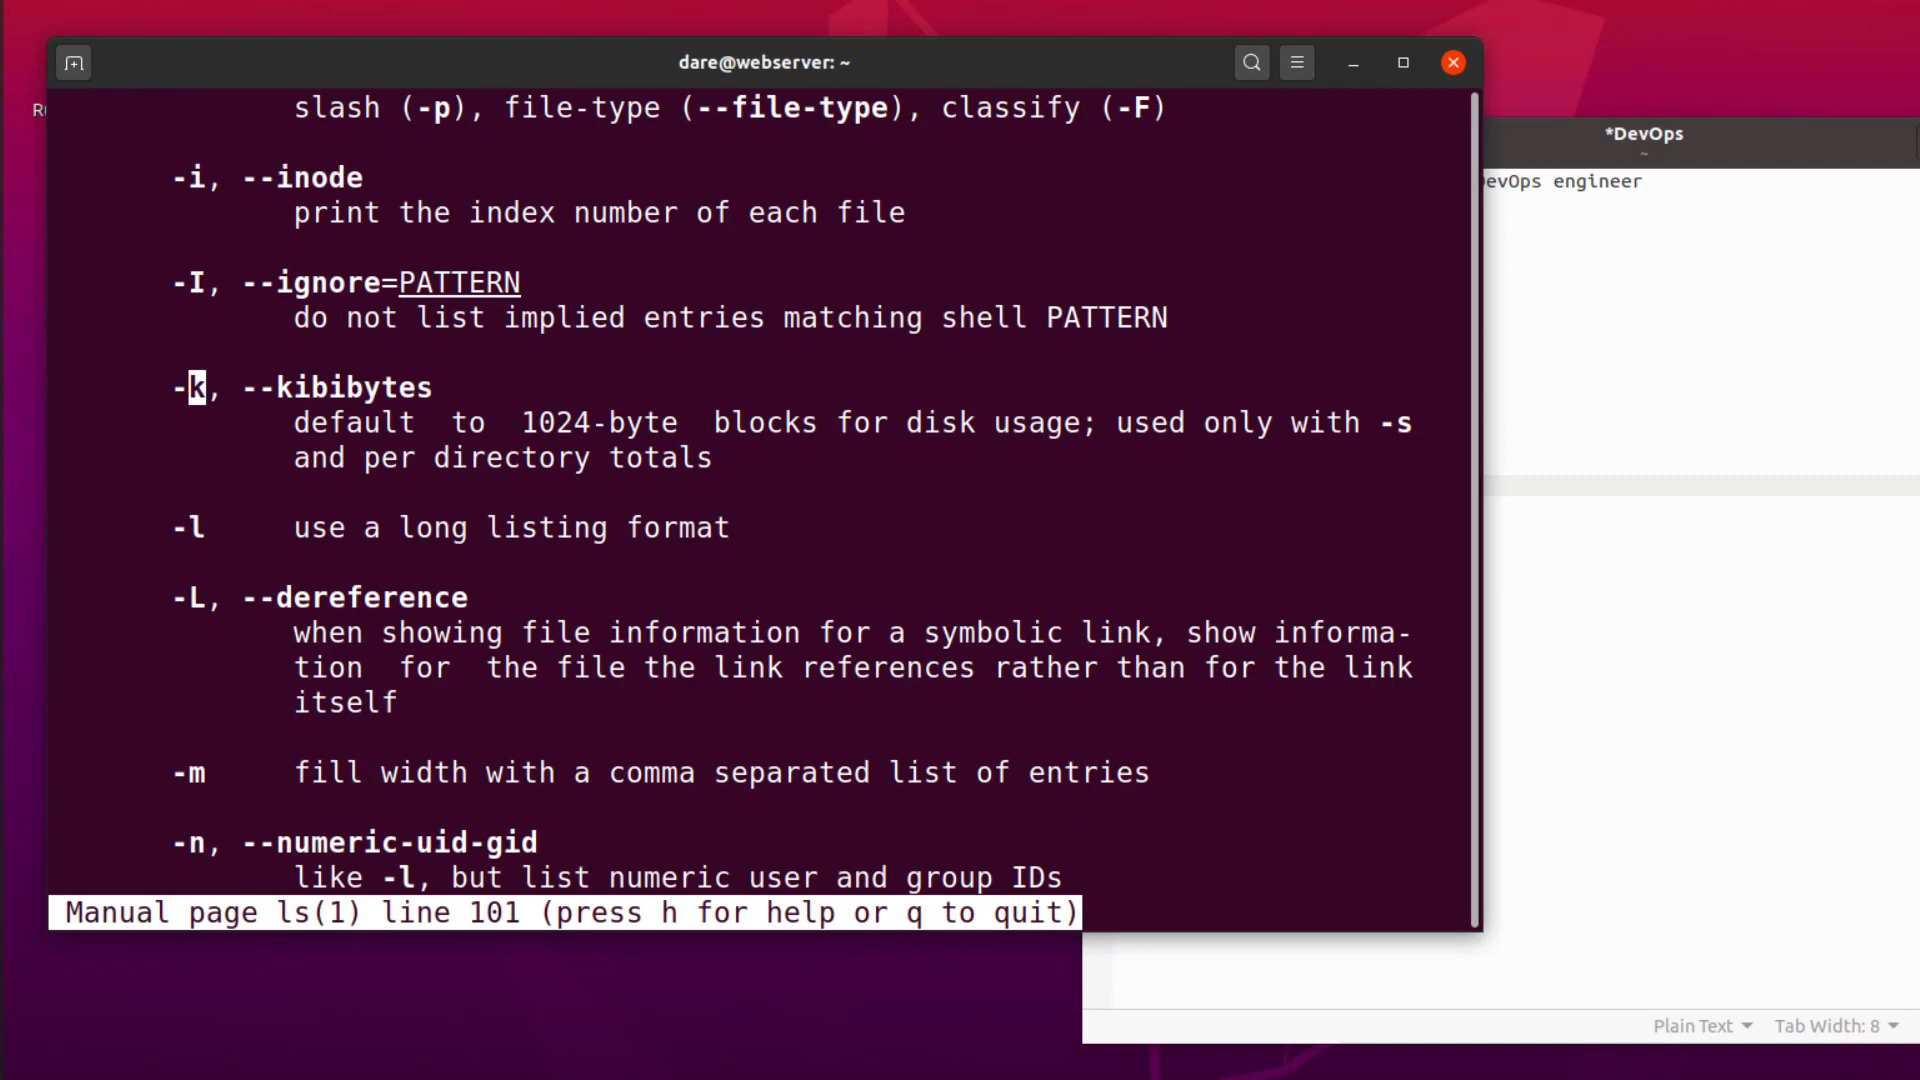 dare@webserver: ~
slash (-p), file-type (--file-type), classify (-F)
-i, --inode
print the index number of each file
-I, --ignore=PATTERN
do not list implied entries matching shell PATTERN
-k, --kibibytes
default to 1024-byte blocks for disk usage; used only with -s
and per directory totals
-l use a long listing format
-L, --dereference
when showing file information for a symbolic link, show informa-
tion for the file the link references rather than for the link
itself
-m fill width with a comma separated list of entries
-n, --numeric-uid-gid
like -l, but list numeric user and group IDs
Manual page ls(1) line 101 (press h for help or q to quit)
*DevOps
~
evOps engineer
Plain Text
Tab Width: 8